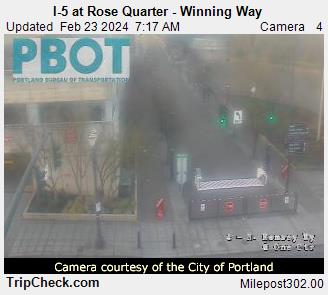 I-5 at Rose Quarter - Winning Way
Updated Feb 23 2024 7:17 AM Camera 4
PBOT
PORTLAND BUREAU OF TRANSPORTATION
Camera courtesy of the City of Portland
TripCheck.com Milepost302.00